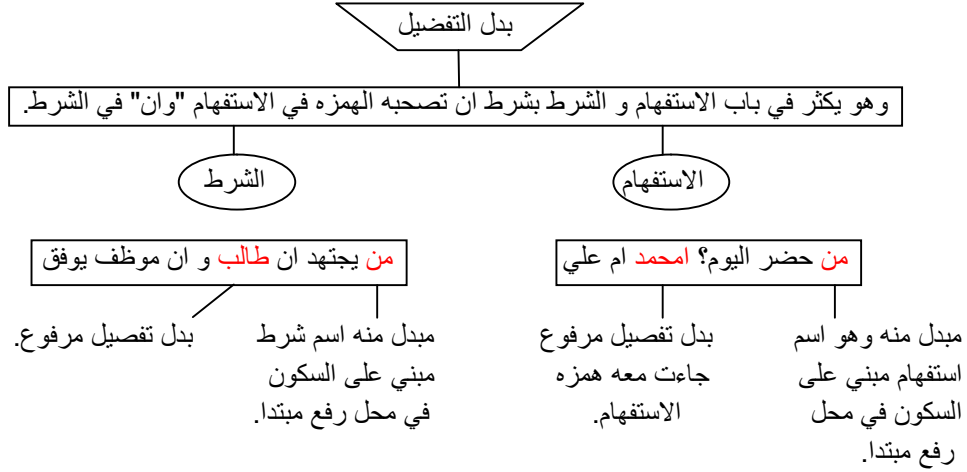 بدل التفضيل
وهو يكثر في باب الاستفهام و الشرط بشرط ان تصحبه الهمزه في الاستفهام "وان" في الشرط.
الاستفهام
الشرط
من حضر اليوم؟ امحمد ام علي
من يجتهد ان طالب و ان موظف يوفق
مبدل منه وهو اسم
استفهام مبني على
السكون في محل
رفع مبتدا.
بدل تفصيل مرفوع
جاءت معه همزه
الاستفهام.
مبدل منه اسم شرط
مبني على السكون
في محل رفع مبتدا.
بدل تفصيل مرفوع.